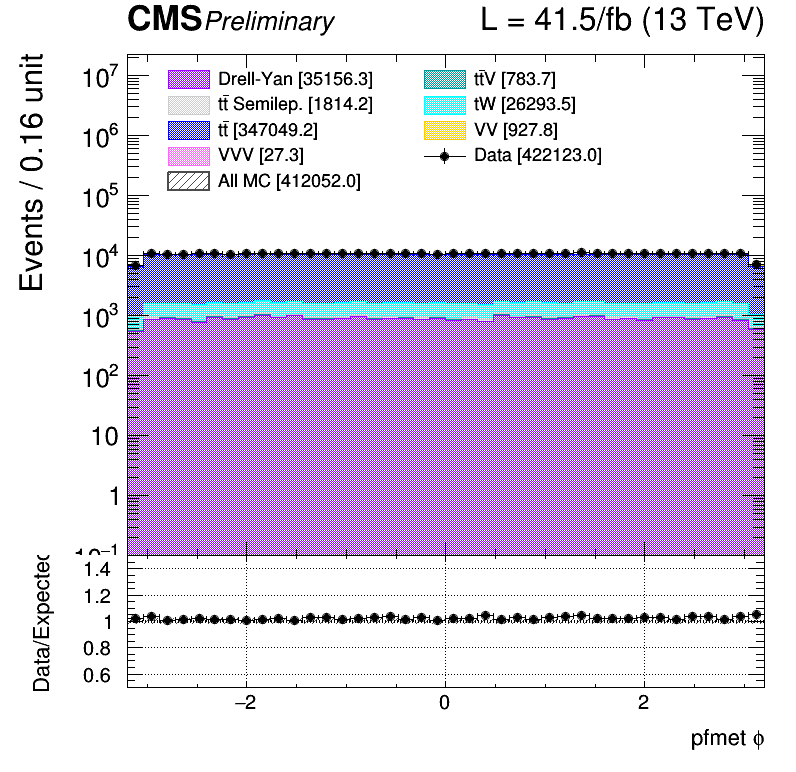 CMS Preliminary L = 41.5/fb (13 TeV)
Events / 0.16 unit
10⁷
10⁶
10⁵
10⁴
10³
10²
10
1
10⁻¹
Drell-Yan [35156.3]
tt̄ Semilep. [1814.2]
tt̄ [347049.2]
VVV [27.3]
All MC [412052.0]
tt̄V [783.7]
tW [26293.5]
VV [927.8]
Data [422123.0]
Data/Expected
1.4
1.2
1
0.8
0.6
−2 0 2
pfmet ϕ